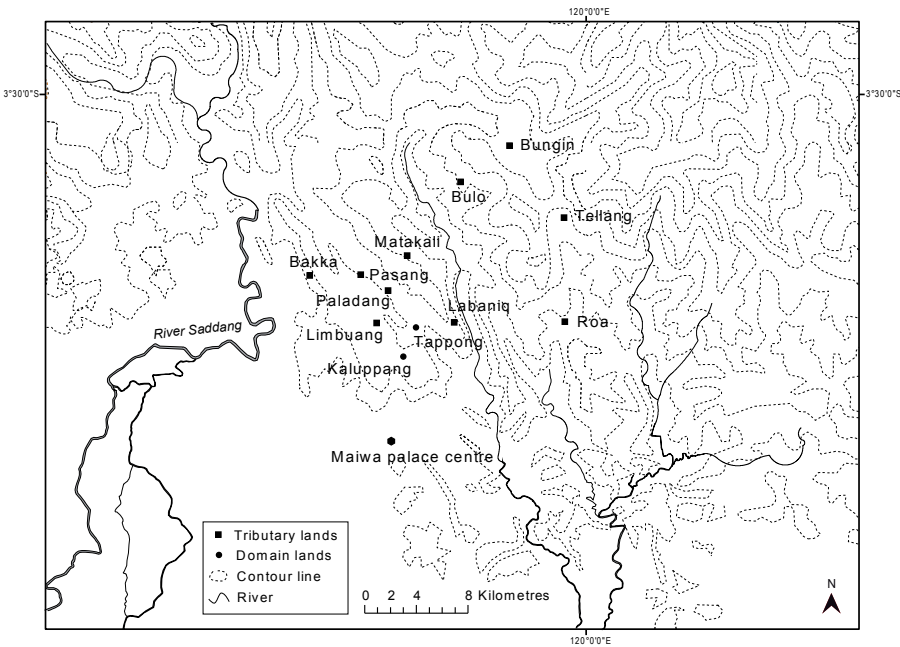 120°0'0"E
3°30'0"S
3°30'0"S
Bungin
Bulo
Tellang
Matakali
Bakka
Pasang
Paladang
Labaniq
River Saddang
Limbuang
Roa
Tappong
Kaluppang
Maiwa palace centre
Tributary lands
Domain lands
Contour line
River
0 2 4 8 Kilometres
N
120°0'0"E